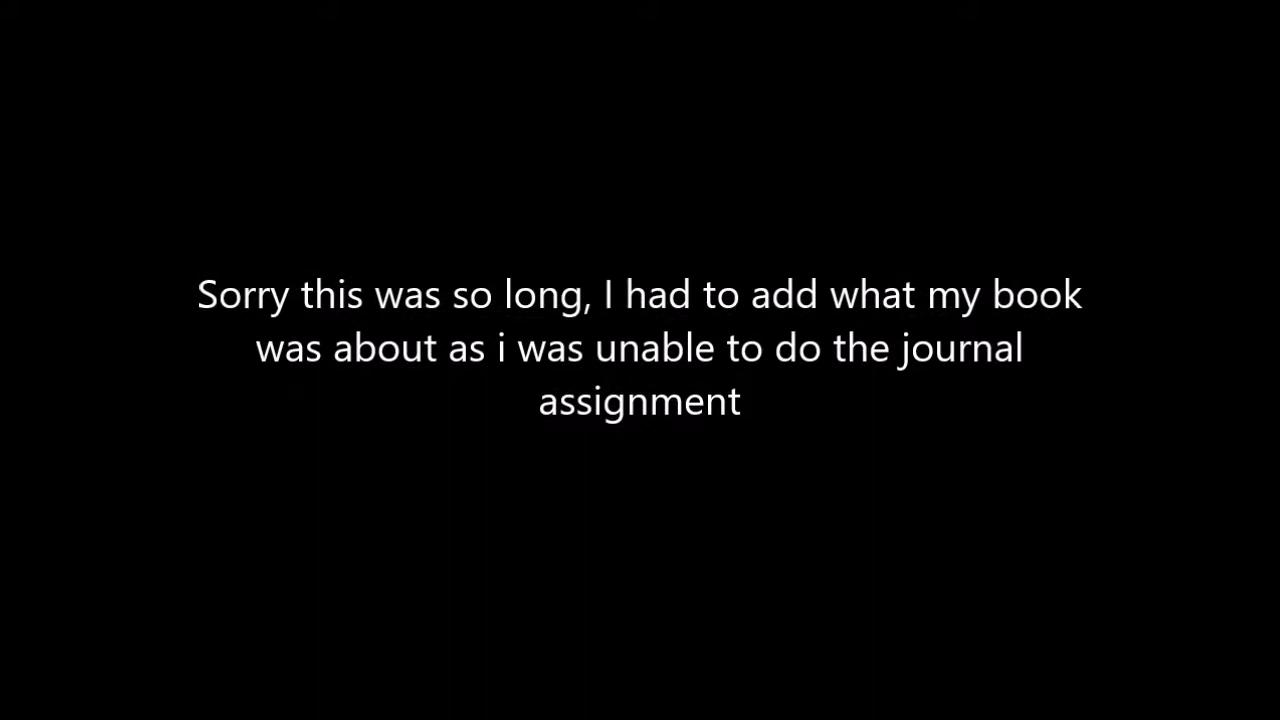 Sorry this was so long, I had to add what my book
was about as i was unable to do the journal
assignment